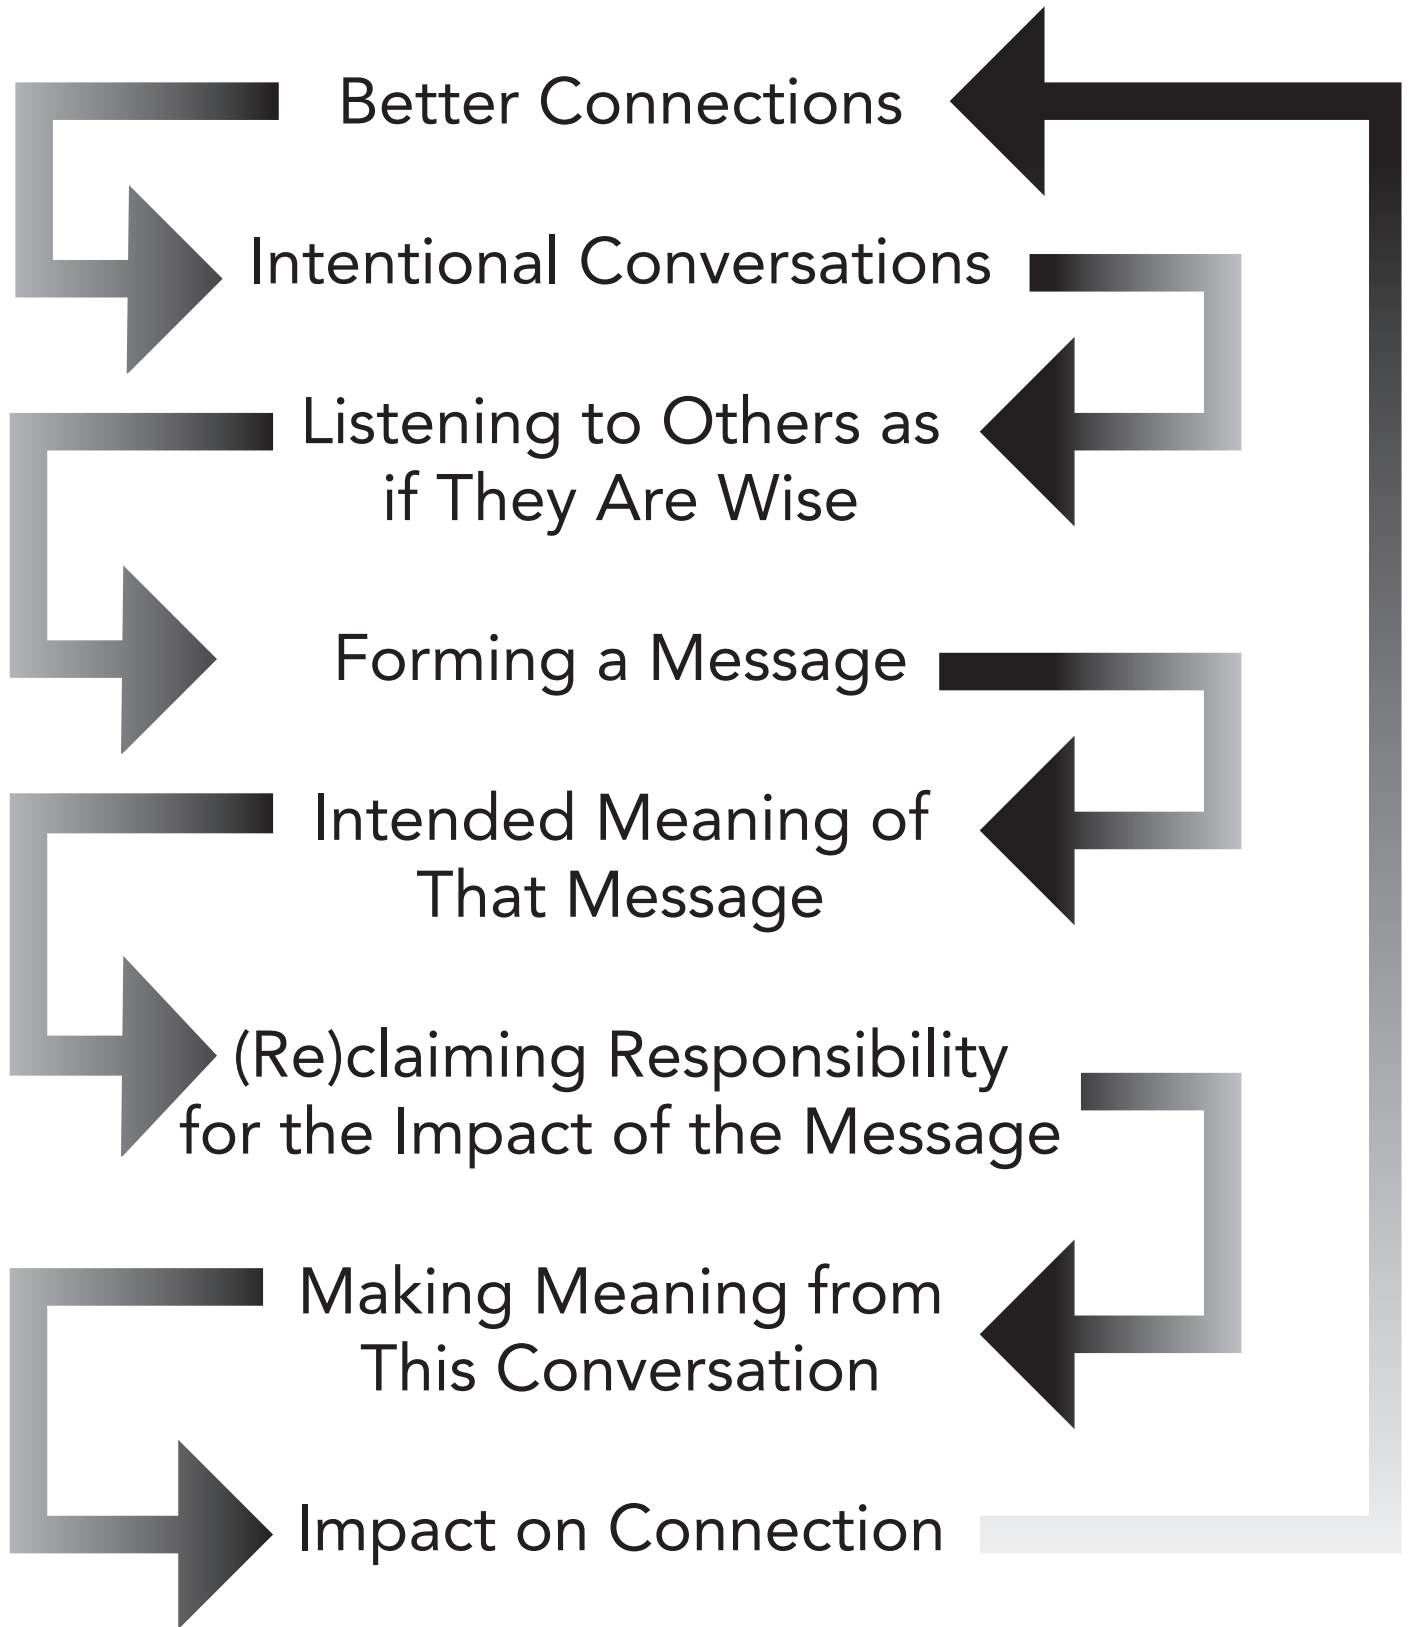 Better Connections
Intentional Conversations
Listening to Others as
if They Are Wise
Forming a Message
Intended Meaning of
That Message
(Re)claiming Responsibility
for the Impact of the Message
Making Meaning from
This Conversation
Impact on Connection